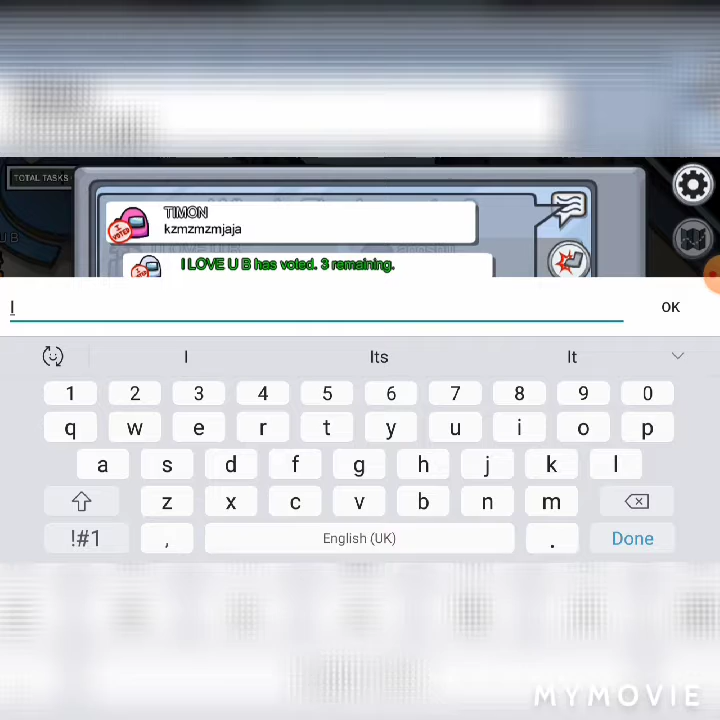 TOTAL TASKS
TIMON
kzmzmzmjaja
I VOTED
I LOVE U B has voted. 3 remaining.
U B
I
OK
I Its It
1 2 3 4 5 6 7 8 9 0
q w e r t y u i o p
a s d f g h j k l
z x c v b n m
!#1 , English (UK) . Done
MYMOVIE